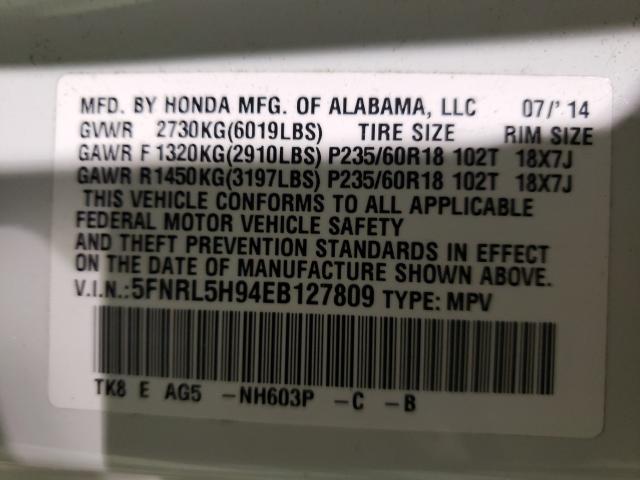 MFD. BY HONDA MFG. OF ALABAMA, LLC 07/' 14
GVWR 2730KG(6019LBS) TIRE SIZE RIM SIZE
GAWR F 1320KG(2910LBS) P235/60R18 102T 18X7J
GAWR R1450KG(3197LBS) P235/60R18 102T 18X7J
THIS VEHICLE CONFORMS TO ALL APPLICABLE
FEDERAL MOTOR VEHICLE SAFETY
AND THEFT PREVENTION STANDARDS IN EFFECT
ON THE DATE OF MANUFACTURE SHOWN ABOVE.
V.I.N.:5FNRL5H94EB127809 TYPE: MPV
TK8 E AG5 -NH603P -C -B